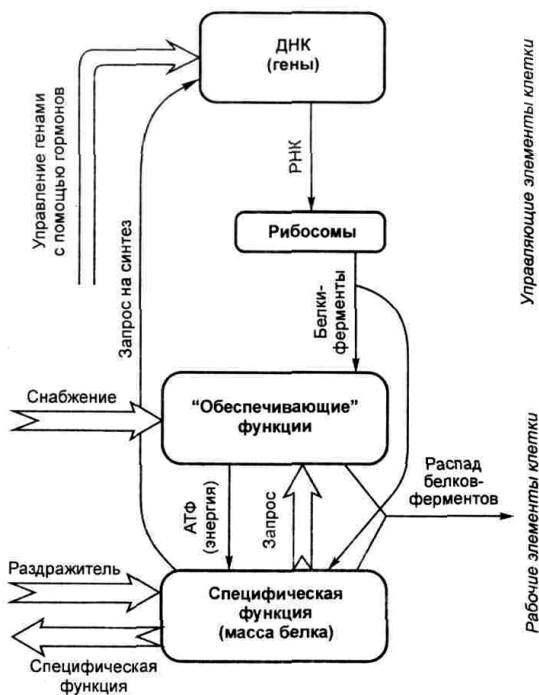 ДНК
(гены)
Управление генами
с помощью гормонов
Запрос на синтез
РНК
Рибосомы
Белки-
ферменты
Управляющие элементы клетки
Снабжение
“Обеспечивающие”
функции
АТФ
(энергия)
Запрос
Распад
белков-
ферментов
Рабочие элементы клетки
Раздражитель
Специфическая
функция
(масса белка)
Специфическая
функция